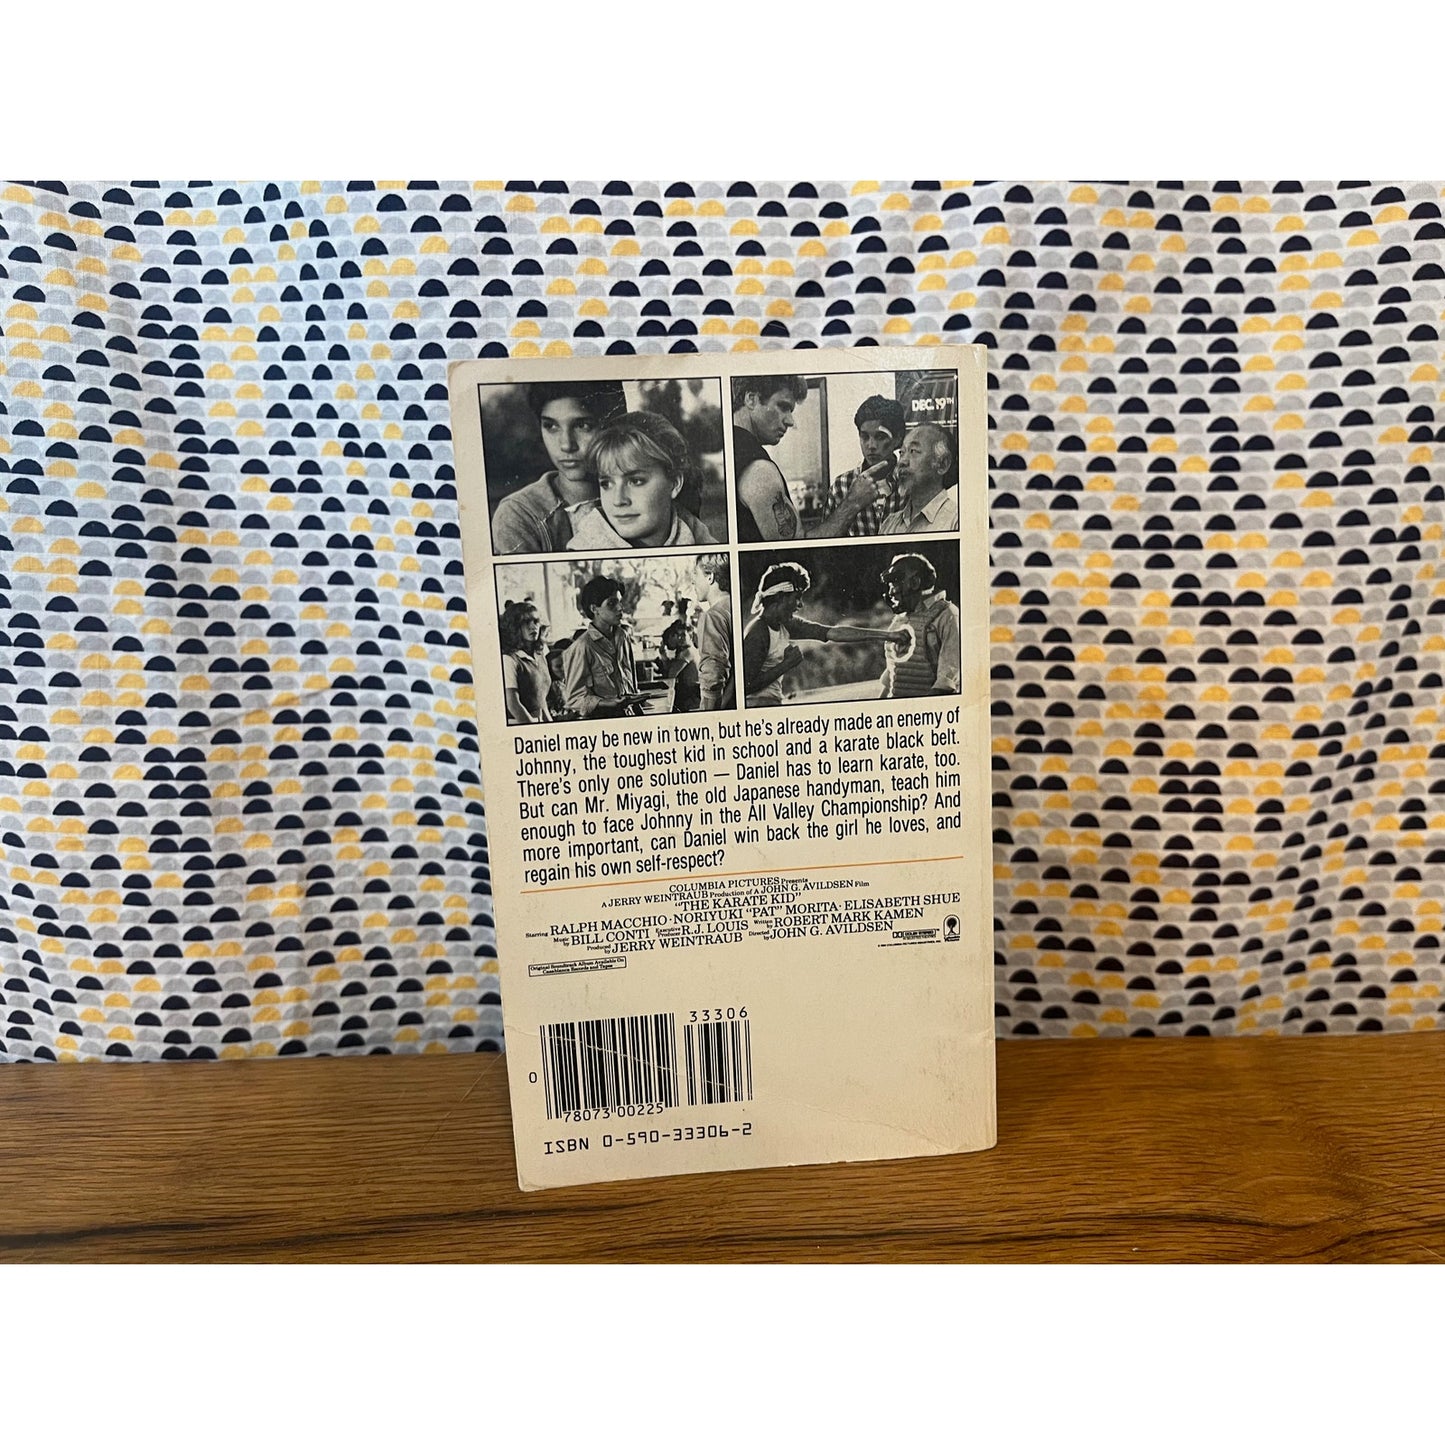 DEC. 19TH
Daniel may be new in town, but he's already made an enemy of
Johnny, the toughest kid in school and a karate black belt.
There's only one solution — Daniel has to learn karate, too.
But can Mr. Miyagi, the old Japanese handyman, teach him
enough to face Johnny in the All Valley Championship? And
more important, can Daniel win back the girl he loves, and
regain his own self-respect?
COLUMBIA PICTURES Presents
A JERRY WEINTRAUB Production of A JOHN G. AVILDSEN Film
"THE KARATE KID"
Starring RALPH MACCHIO · NORIYUKI "PAT" MORITA · ELISABETH SHUE
Music by BILL CONTI Executive Producer R.J. LOUIS Written by ROBERT MARK KAMEN
Produced by JERRY WEINTRAUB Directed by JOHN G. AVILDSEN
DOLBY STEREO
Original Soundtrack Album Available On
Casablanca Records and Tapes
33306
0 78073 00225
ISBN 0-590-33306-2